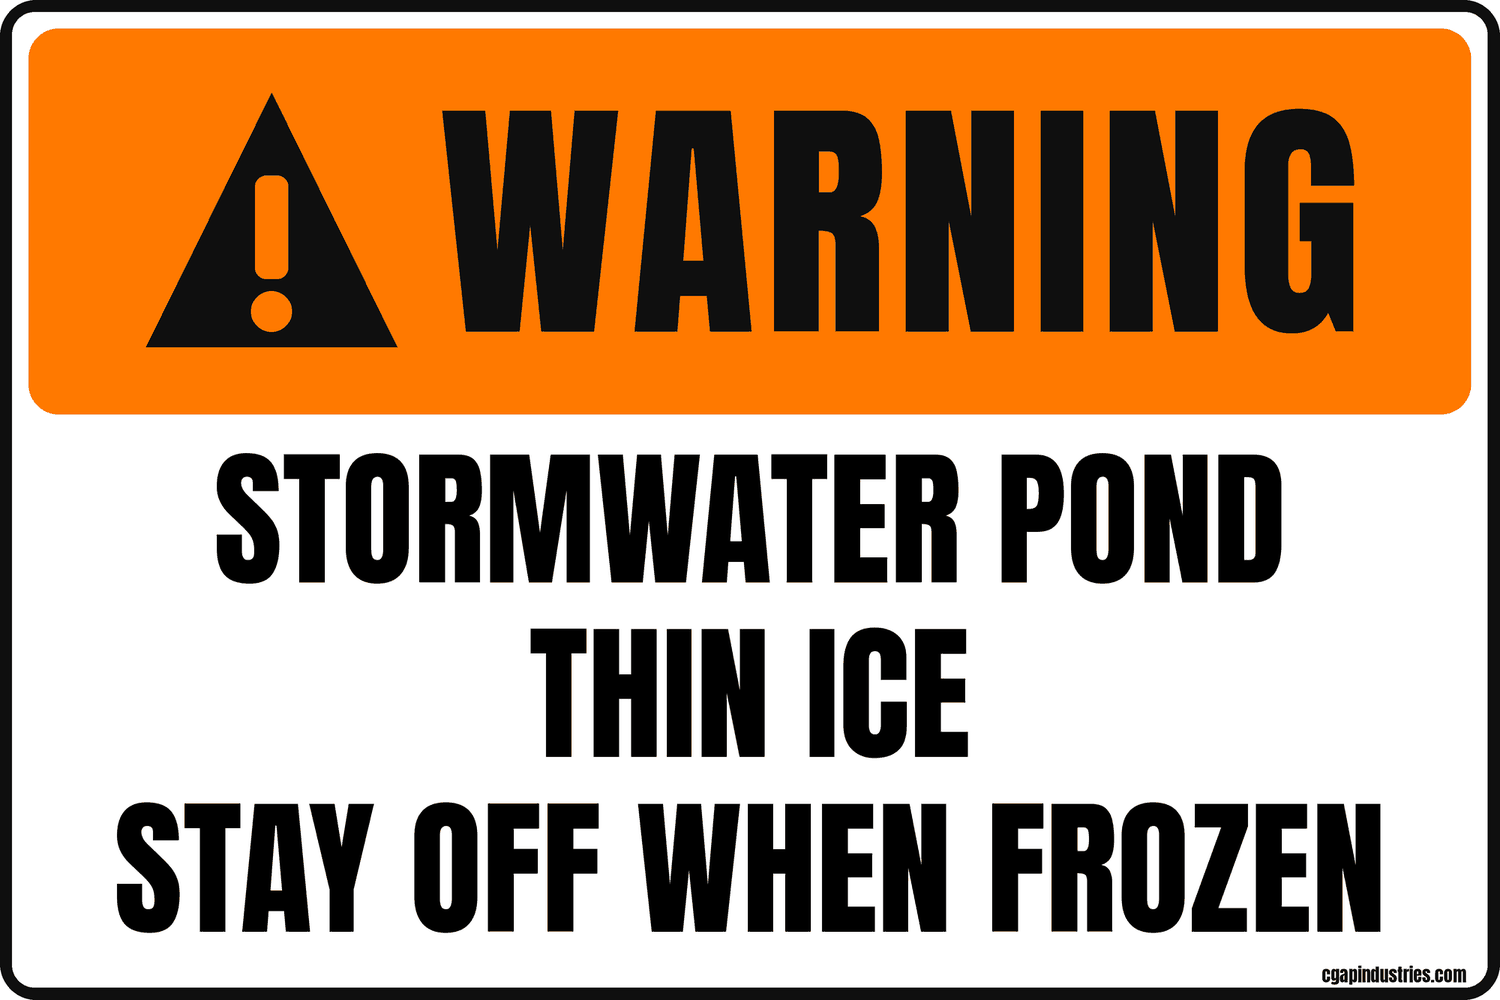 WARNING
STORMWATER POND
THIN ICE
STAY OFF WHEN FROZEN
cgapindustries.com